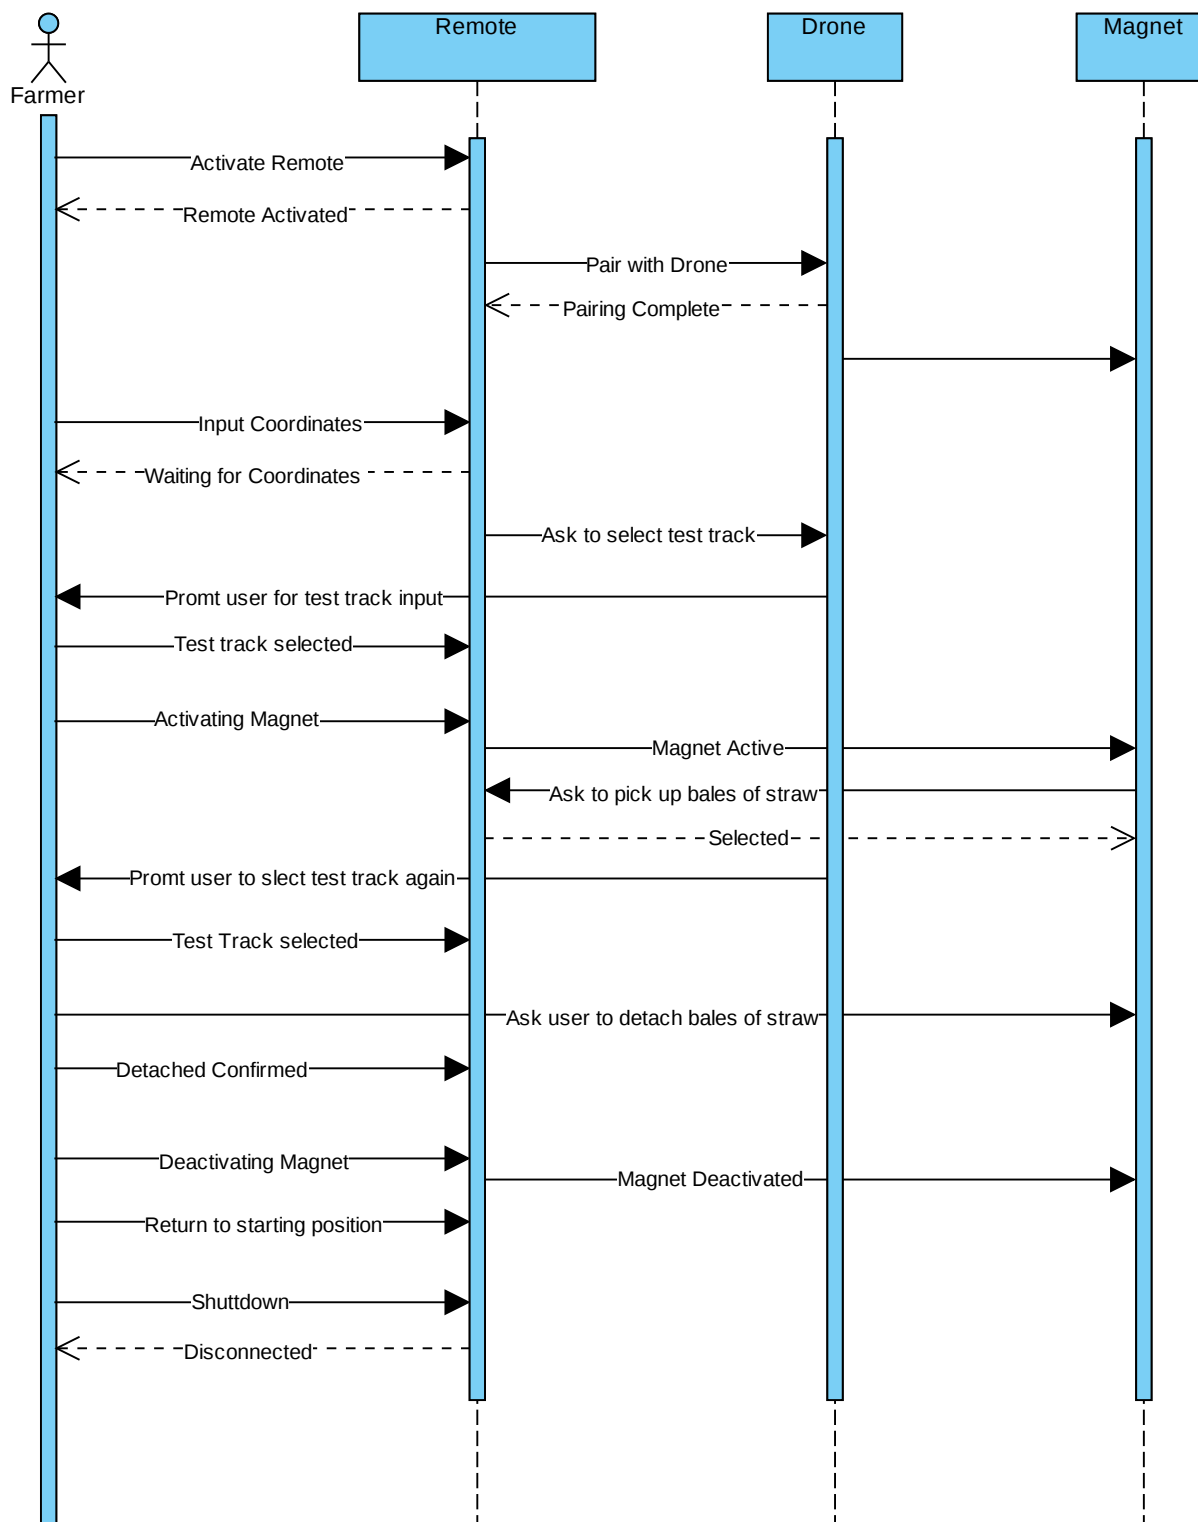 Farmer
Remote
Drone
Magnet
Activate Remote
Remote Activated
Pair with Drone
Pairing Complete
Input Coordinates
Waiting for Coordinates
Ask to select test track
Promt user for test track input
Test track selected
Activating Magnet
Magnet Active
Ask to pick up bales of straw
Selected
Promt user to slect test track again
Test Track selected
Ask user to detach bales of straw
Detached Confirmed
Deactivating Magnet
Magnet Deactivated
Return to starting position
Shuttdown
Disconnected